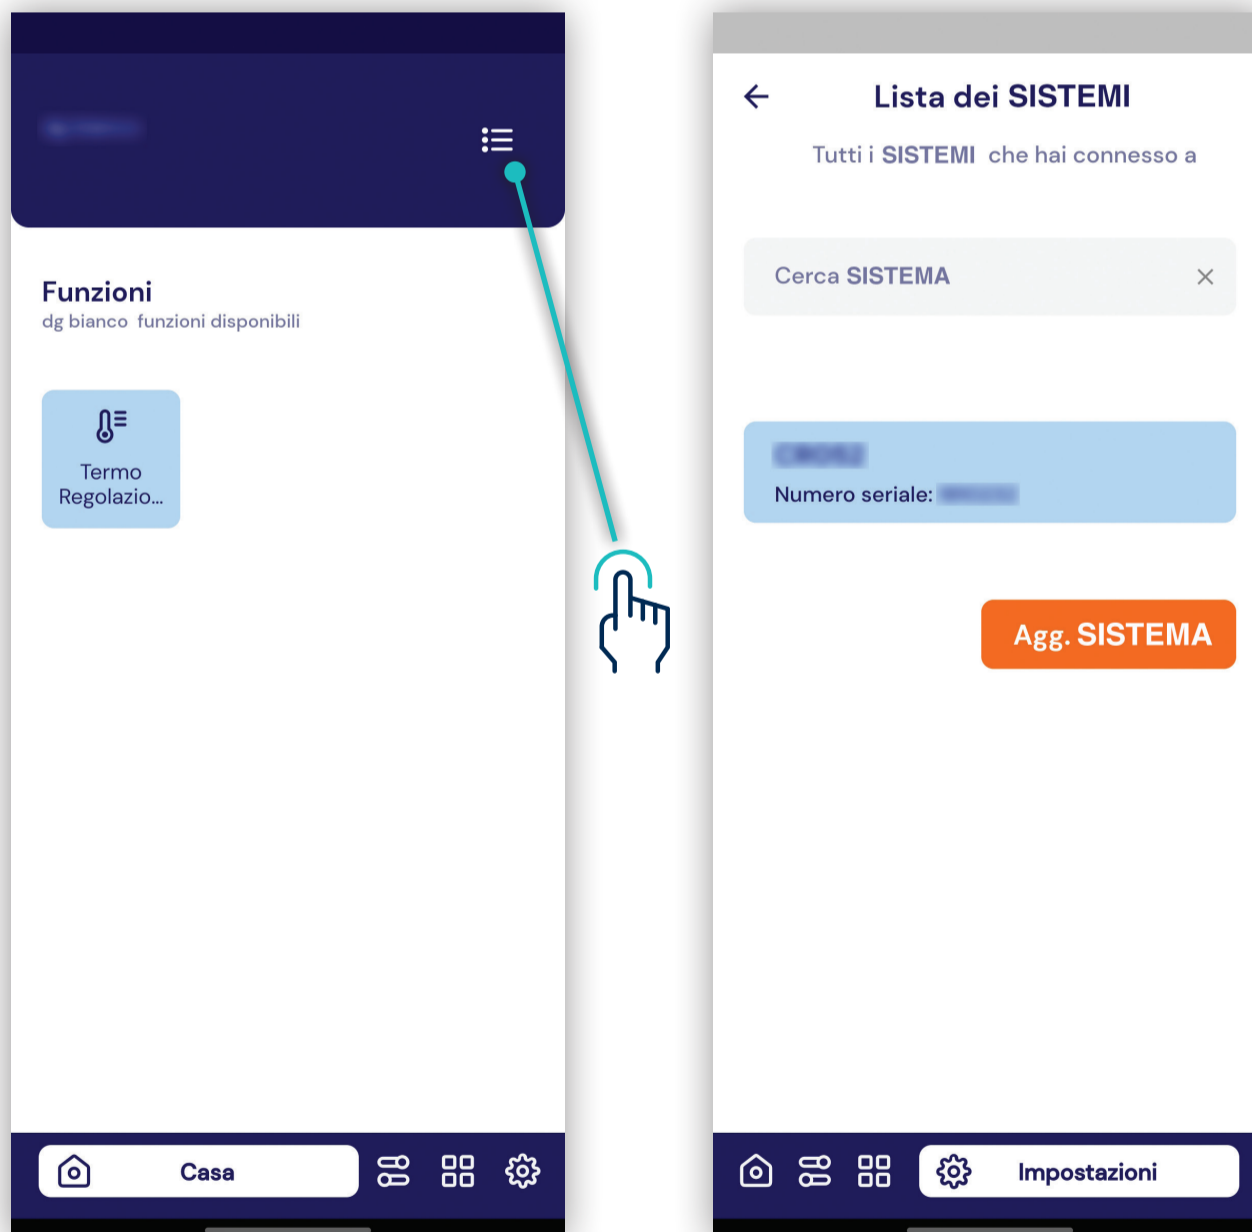 Funzioni
dg bianco funzioni disponibili
Termo
Regolazio...
Casa
Lista dei SISTEMI
Tutti i SISTEMI che hai connesso a
Cerca SISTEMA
Numero seriale:
Agg. SISTEMA
Impostazioni